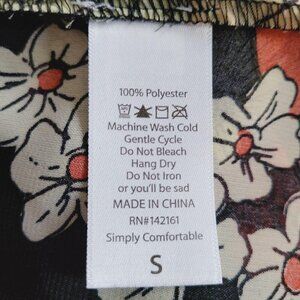 100% Polyester
Machine Wash Cold
Gentle Cycle
Do Not Bleach
Hang Dry
Do Not Iron
or you'll be sad
MADE IN CHINA
RN#142161
Simply Comfortable
S